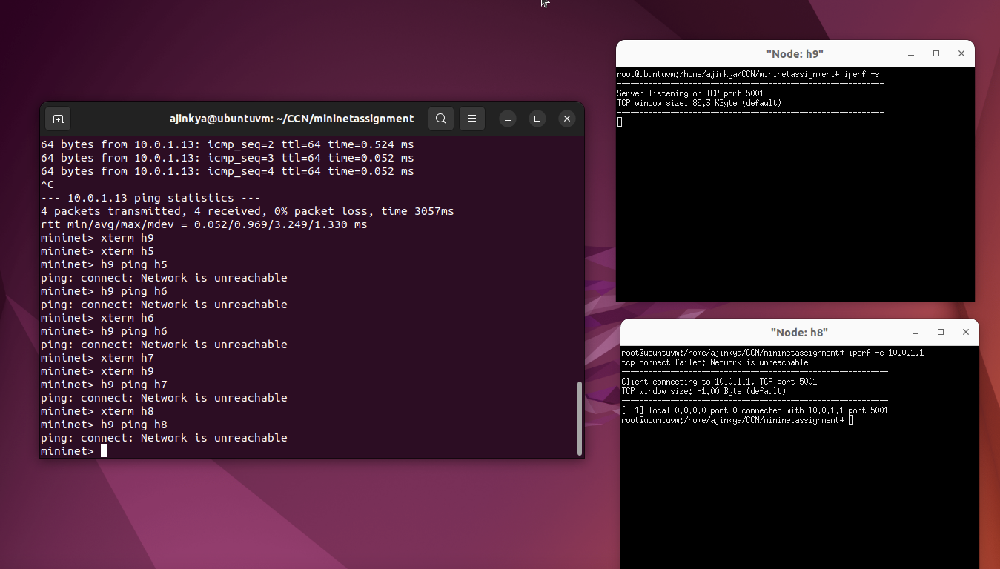 ajinkya@ubuntuvm: ~/CCN/mininetassignment
64 bytes from 10.0.1.13: icmp_seq=2 ttl=64 time=0.524 ms
64 bytes from 10.0.1.13: icmp_seq=3 ttl=64 time=0.052 ms
64 bytes from 10.0.1.13: icmp_seq=4 ttl=64 time=0.052 ms
^C
--- 10.0.1.13 ping statistics ---
4 packets transmitted, 4 received, 0% packet loss, time 3057ms
rtt min/avg/max/mdev = 0.052/0.969/3.249/1.330 ms
mininet> xterm h9
mininet> xterm h5
mininet> h9 ping h5
ping: connect: Network is unreachable
mininet> h9 ping h6
ping: connect: Network is unreachable
mininet> xterm h6
mininet> h9 ping h6
ping: connect: Network is unreachable
mininet> xterm h7
mininet> xterm h9
mininet> h9 ping h7
ping: connect: Network is unreachable
mininet> xterm h8
mininet> h9 ping h8
ping: connect: Network is unreachable
mininet>
"Node: h9"
root@ubuntuvm:/home/ajinkya/CCN/mininetassignment# iperf -s
------------------------------------------------------------
Server listening on TCP port 5001
TCP window size: 85.3 KByte (default)
------------------------------------------------------------
"Node: h8"
root@ubuntuvm:/home/ajinkya/CCN/mininetassignment# iperf -c 10.0.1.1
tcp connect failed: Network is unreachable
------------------------------------------------------------
Client connecting to 10.0.1.1, TCP port 5001
TCP window size: -1.00 Byte (default)
------------------------------------------------------------
[  1] local 0.0.0.0 port 0 connected with 10.0.1.1 port 5001
root@ubuntuvm:/home/ajinkya/CCN/mininetassignment#